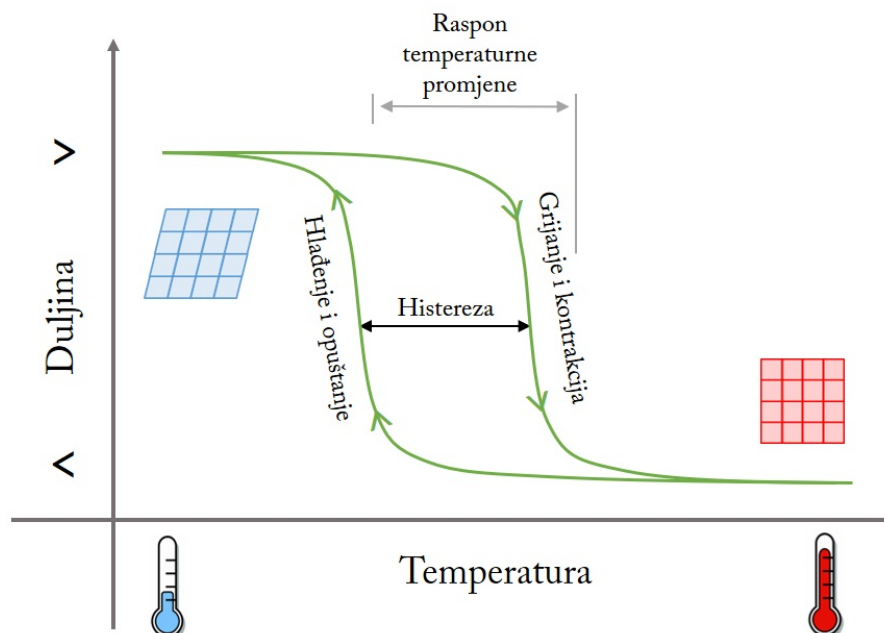 Raspon
temperaturne
promjene
>
Duljina
<
Hlađenje i opuštanje
Histereza
Grijanje i kontrakcija
Temperatura